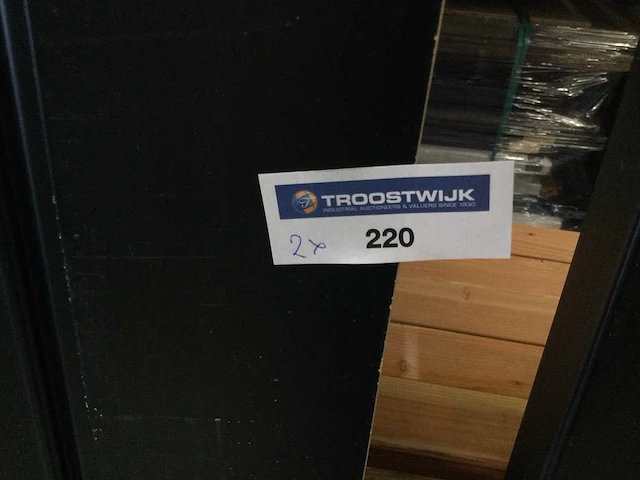 TROOSTWIJK
INDUSTRIAL AUCTIONEERS & VALUERS SINCE 1930
2x 220